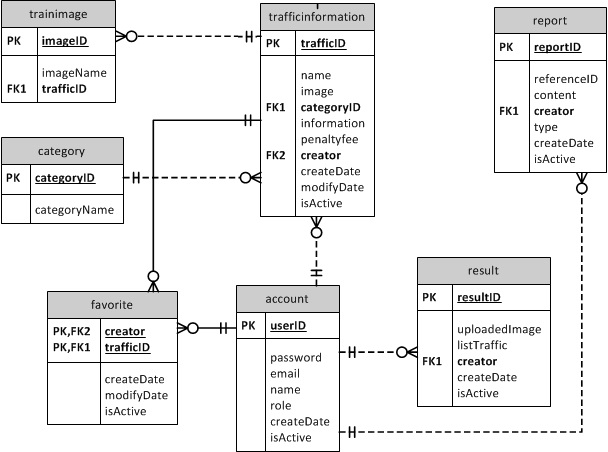 trainimage
PK imageID
imageName
FK1 trafficID
trafficinformation
PK trafficID
name
image
FK1 categoryID
information
penaltyfee
FK2 creator
createDate
modifyDate
isActive
report
PK reportID
referenceID
content
FK1 creator
type
createDate
isActive
category
PK categoryID
categoryName
favorite
PK,FK2 creator
PK,FK1 trafficID
createDate
modifyDate
isActive
account
PK userID
password
email
name
role
createDate
isActive
result
PK resultID
uploadedImage
listTraffic
FK1 creator
createDate
isActive